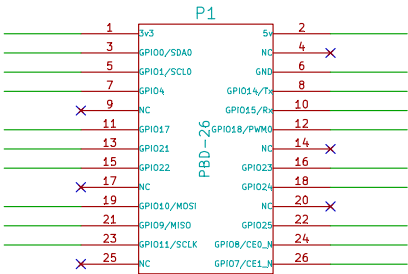 P1
1 3v3 5v 2
3 GPIO0/SDA0 NC 4
5 GPIO1/SCL0 GND 6
7 GPIO4 GPIO14/Tx 8
9 NC GPIO15/Rx 10
11 GPIO17 GPIO18/PWM0 12
13 GPIO21 NC 14
15 GPIO22 GPIO23 16
17 NC GPIO24 18
19 GPIO10/MOSI NC 20
21 GPIO9/MISO GPIO25 22
23 GPIO11/SCLK GPIO8/CE0_N 24
25 NC GPIO7/CE1_N 26
PBD-26